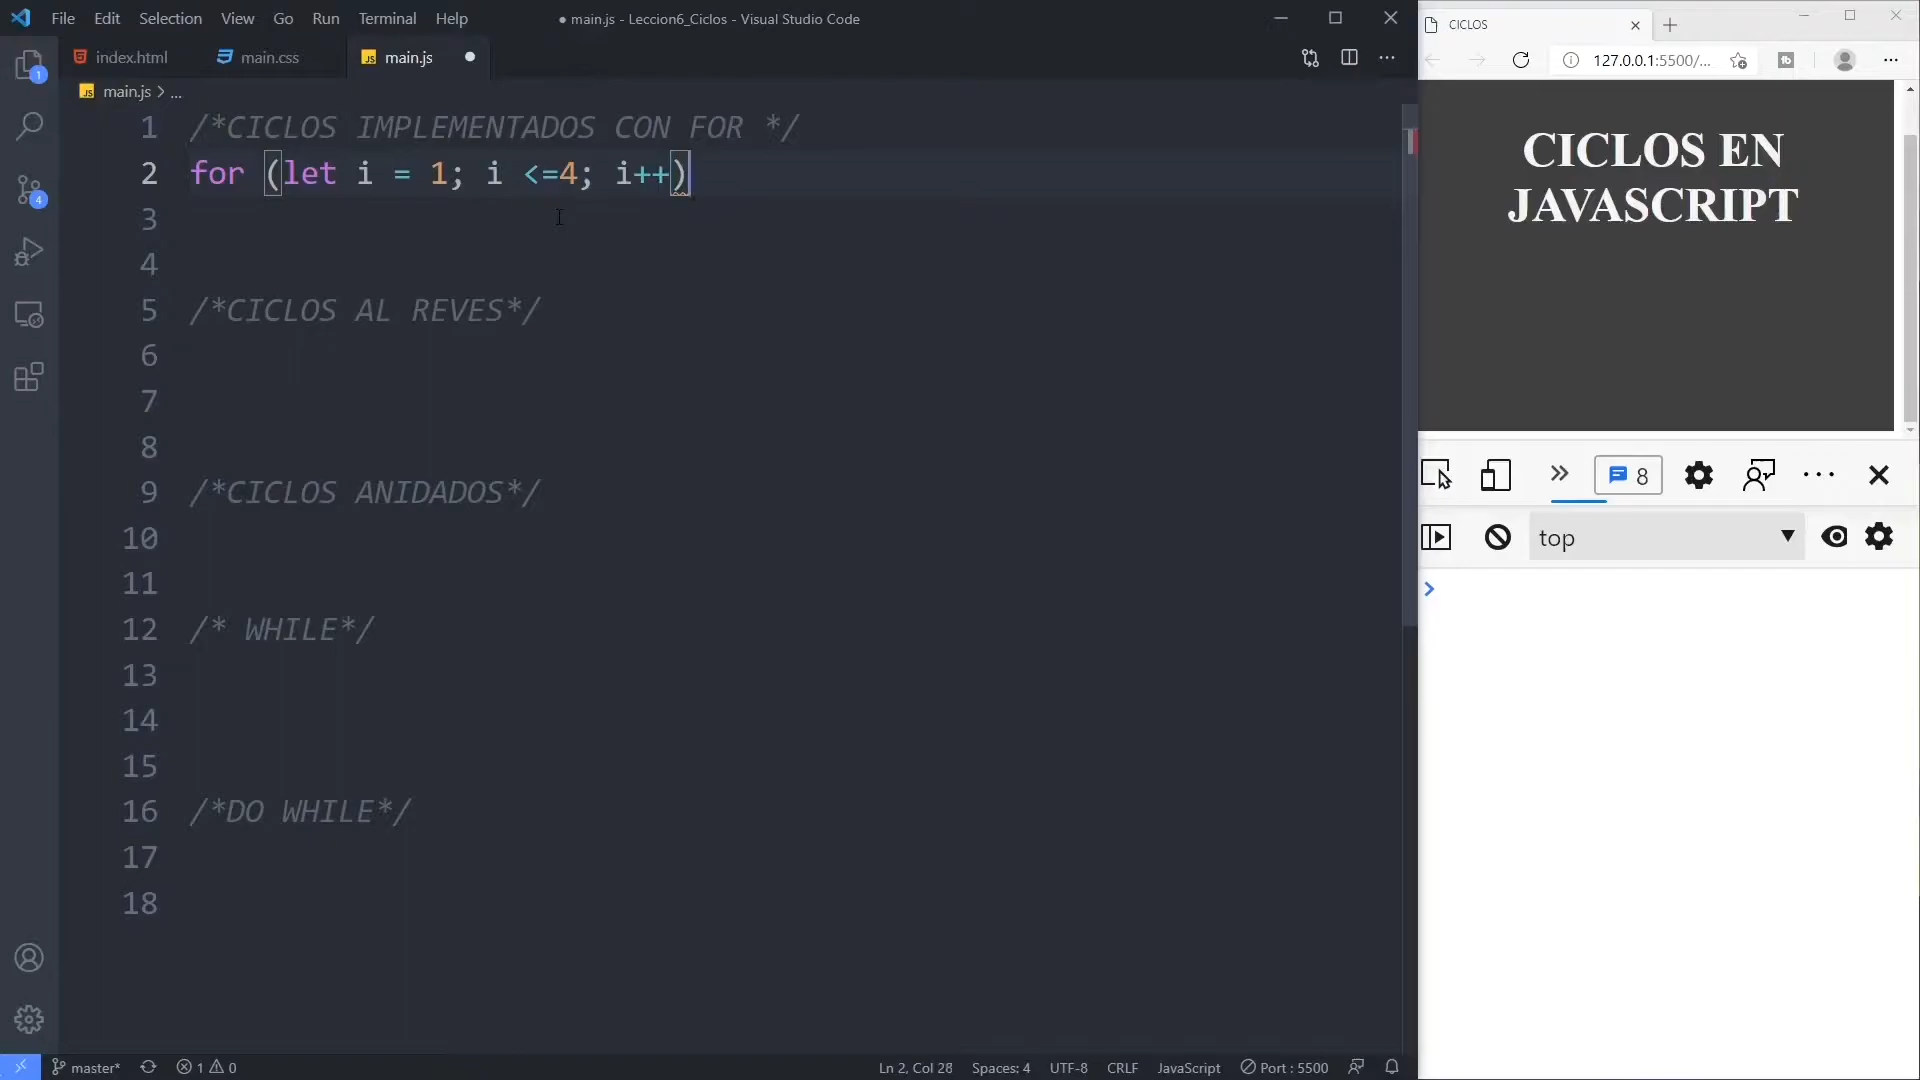 File Edit Selection View Go Run Terminal Help
● main.js - Leccion6_Ciclos - Visual Studio Code
index.html
main.css
JS main.js
JS main.js > ...
1 /*CICLOS IMPLEMENTADOS CON FOR */
2 for (let i = 1; i <=4; i++)
3
4
5 /*CICLOS AL REVES*/
6
7
8
9 /*CICLOS ANIDADOS*/
10
11
12 /* WHILE*/
13
14
15
16 /*DO WHILE*/
17
18
1
4
master* 1 0
Ln 2, Col 28 Spaces: 4 UTF-8 CRLF JavaScript Port : 5500
CICLOS
127.0.0.1:5500/...
CICLOS EN
JAVASCRIPT
8
top